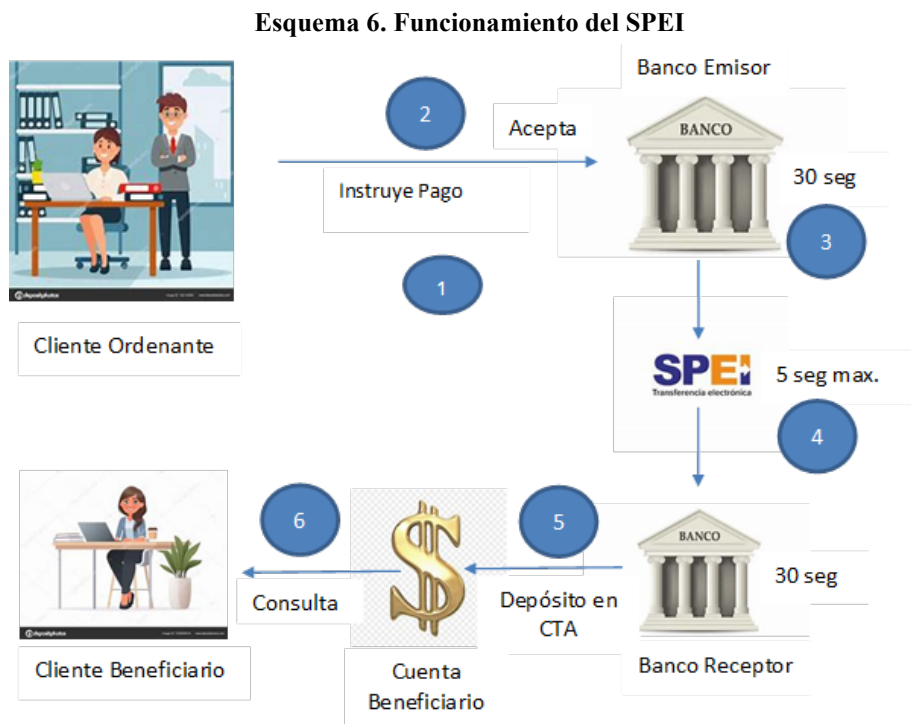 Esquema 6. Funcionamiento del SPEI
Banco Emisor
2
Acepta
BANCO
Instruye Pago
30 seg
3
1
depositphotos
Cliente Ordenante
SPEI
Transferencia electrónica
5 seg max.
4
6
5
BANCO
30 seg
Consulta
Depósito en
CTA
depositphotos
Cliente Beneficiario
Cuenta
Beneficiario
Banco Receptor